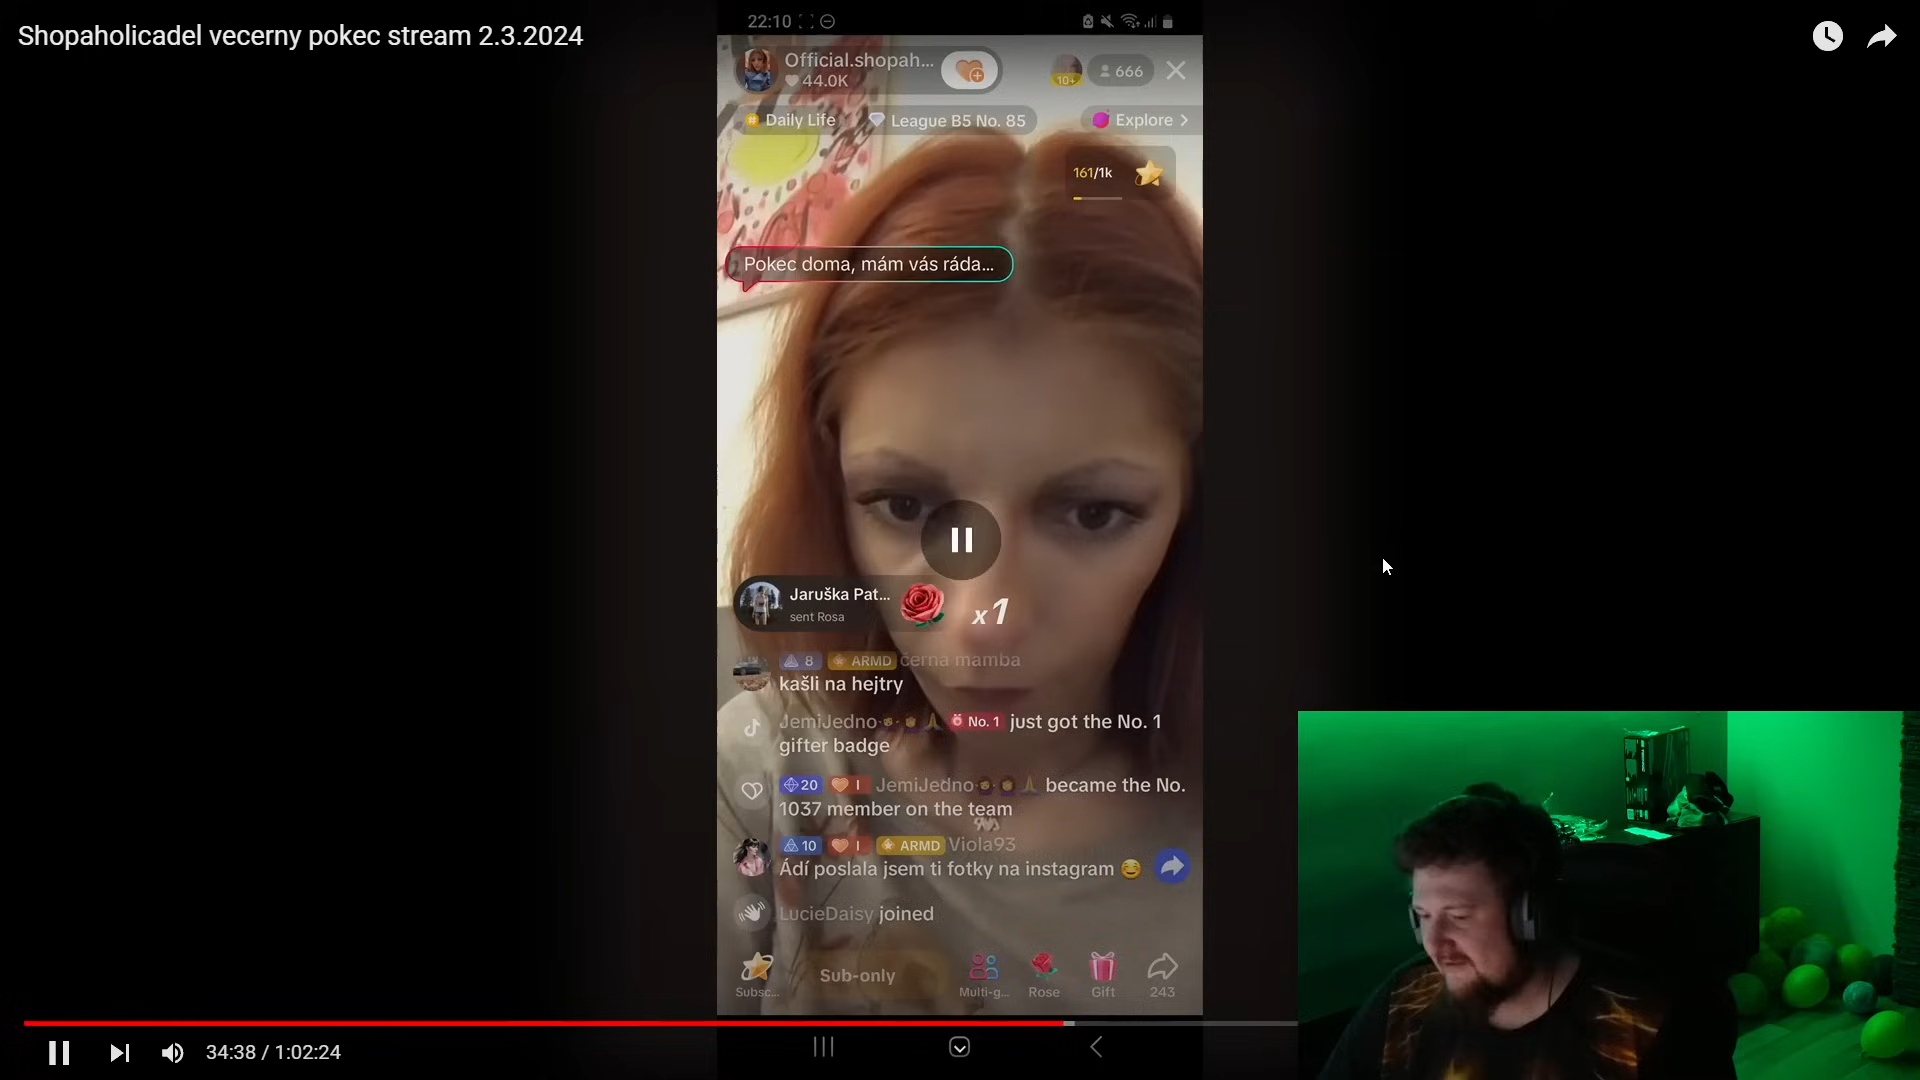 Shopaholicadel vecerny pokec stream 2.3.2024
22:10
Official.shopah...
44.0K
10+
666
Daily Life
League B5 No. 85
Explore
161/1k
Pokec doma, mám vás ráda...
Jaruška Pat...
sent Rosa
x1
8 ARMD černá mamba
kašli na hejtry
JemiJedno No. 1 just got the No. 1
gifter badge
20 I JemiJedno became the No.
1037 member on the team
10 I ARMD Viola93
Ádí poslala jsem ti fotky na instagram
LucieDaisy joined
Subsc...
Sub-only
Multi-g...
Rose
Gift
243
34:38 / 1:02:24